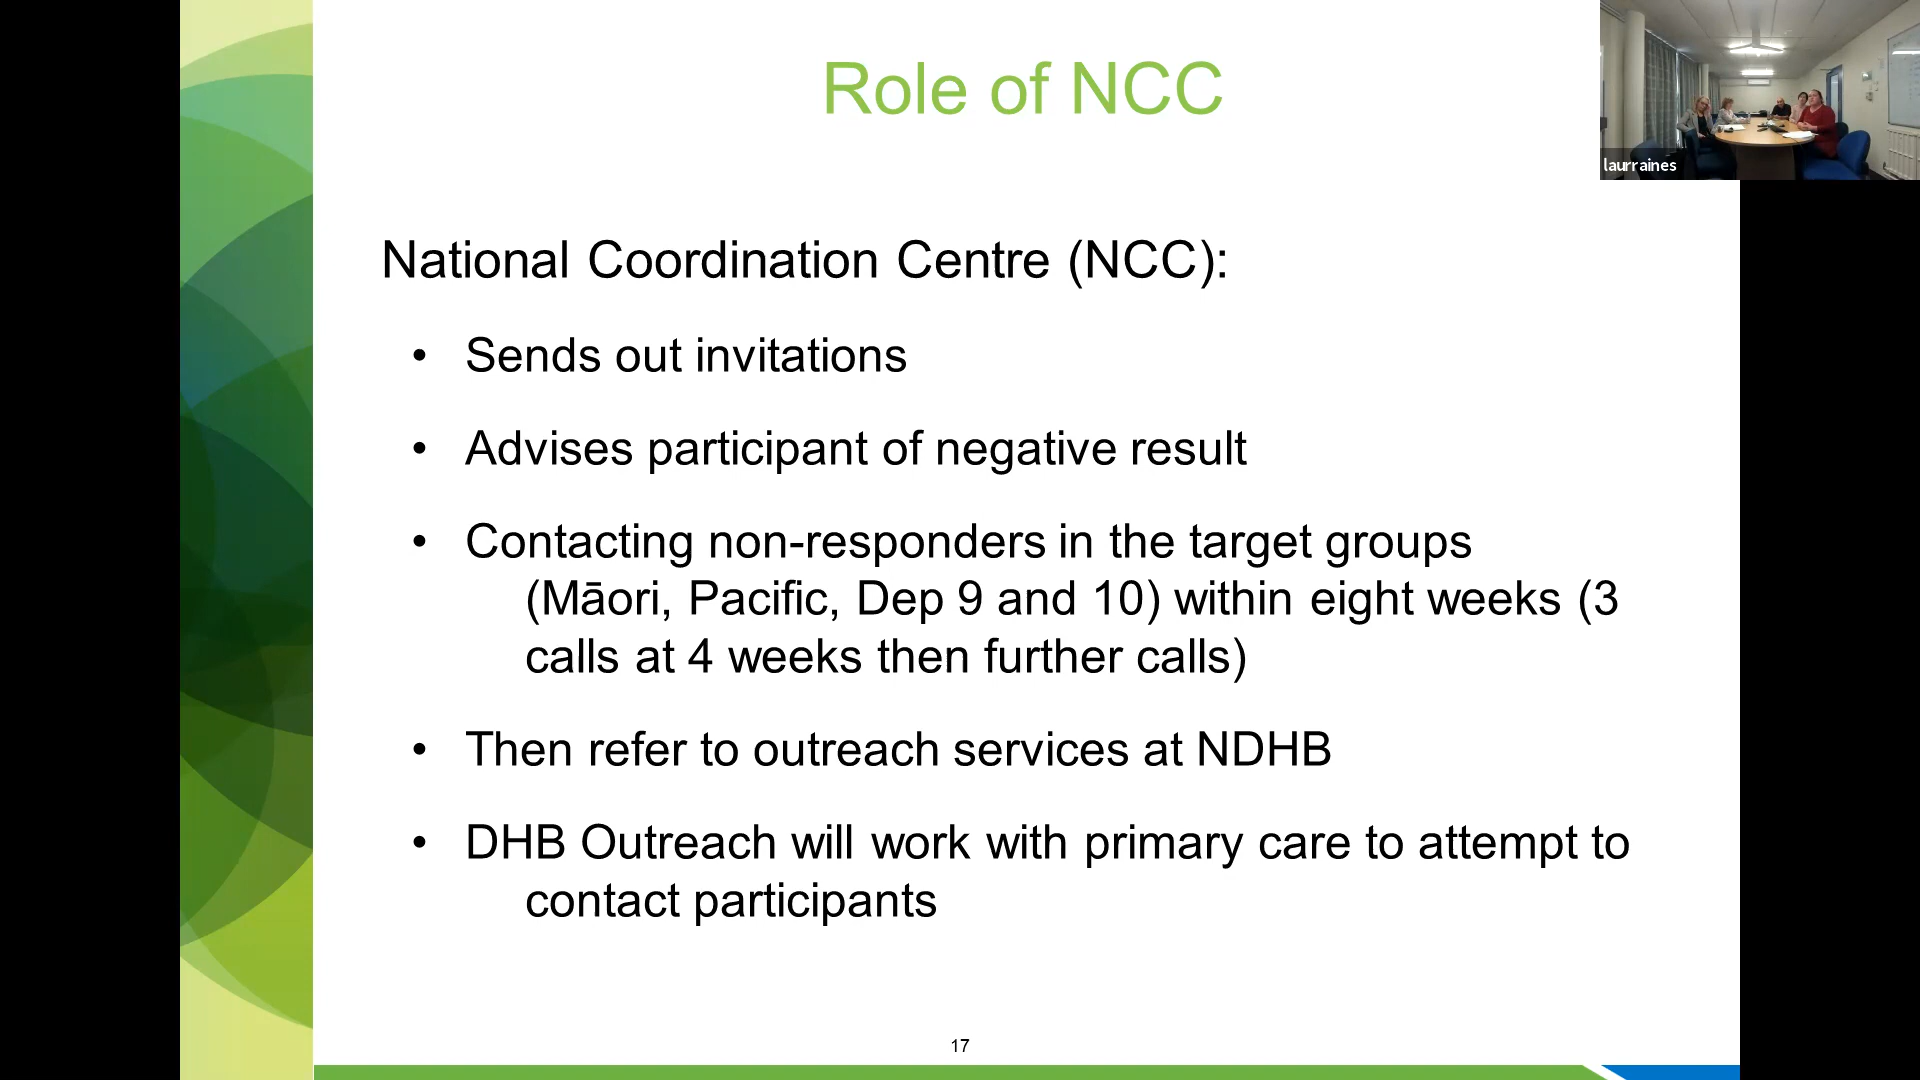 Role of NCC
laurraines
National Coordination Centre (NCC):
• Sends out invitations
• Advises participant of negative result
• Contacting non-responders in the target groups
(Māori, Pacific, Dep 9 and 10) within eight weeks (3
calls at 4 weeks then further calls)
• Then refer to outreach services at NDHB
• DHB Outreach will work with primary care to attempt to
contact participants
17